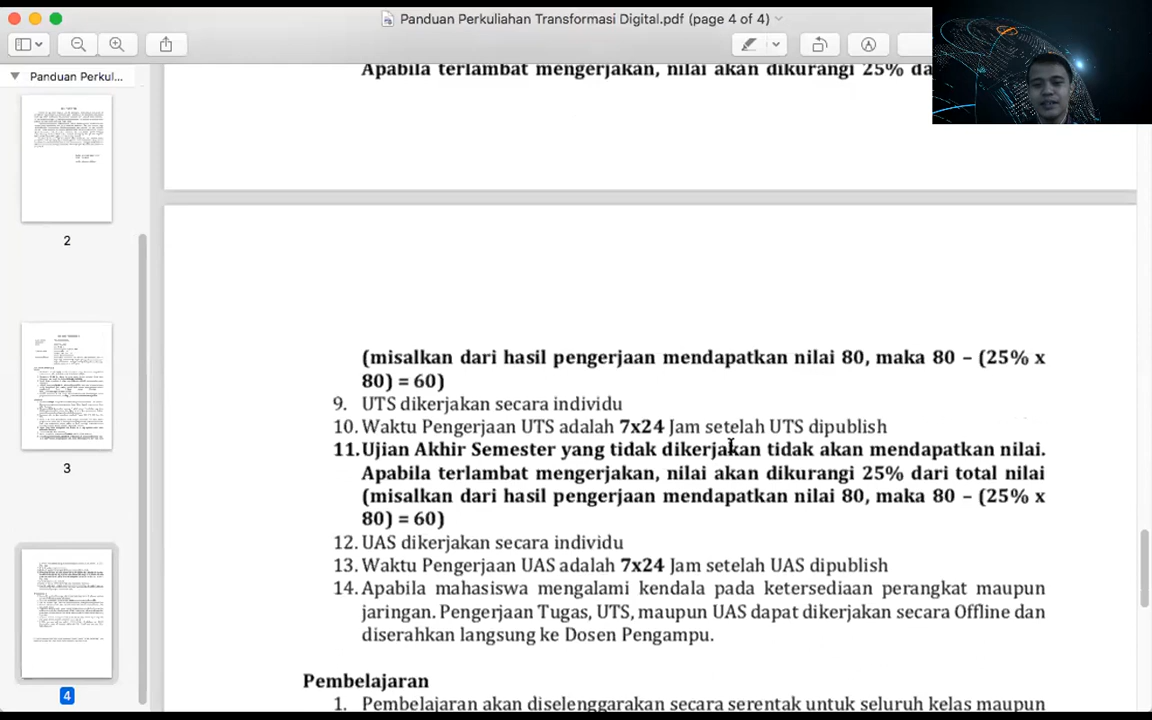 Panduan Perkuliahan Transformasi Digital.pdf (page 4 of 4)
Panduan Perkul...
2
3
4
Apabila terlambat mengerjakan, nilai akan dikurangi 25% da
(misalkan dari hasil pengerjaan mendapatkan nilai 80, maka 80 – (25% x
80) = 60)
9. UTS dikerjakan secara individu
10. Waktu Pengerjaan UTS adalah 7x24 Jam setelah UTS dipublish
11. Ujian Akhir Semester yang tidak dikerjakan tidak akan mendapatkan nilai.
Apabila terlambat mengerjakan, nilai akan dikurangi 25% dari total nilai
(misalkan dari hasil pengerjaan mendapatkan nilai 80, maka 80 – (25% x
80) = 60)
12. UAS dikerjakan secara individu
13. Waktu Pengerjaan UAS adalah 7x24 Jam setelah UAS dipublish
14. Apabila mahasiswa mengalami kendala pada ketersediaan perangkat maupun
jaringan. Pengerjaan Tugas, UTS, maupun UAS dapat dikerjakan secara Offline dan
diserahkan langsung ke Dosen Pengampu.
Pembelajaran
1. Pembelajaran akan diselenggarakan secara serentak untuk seluruh kelas maupun